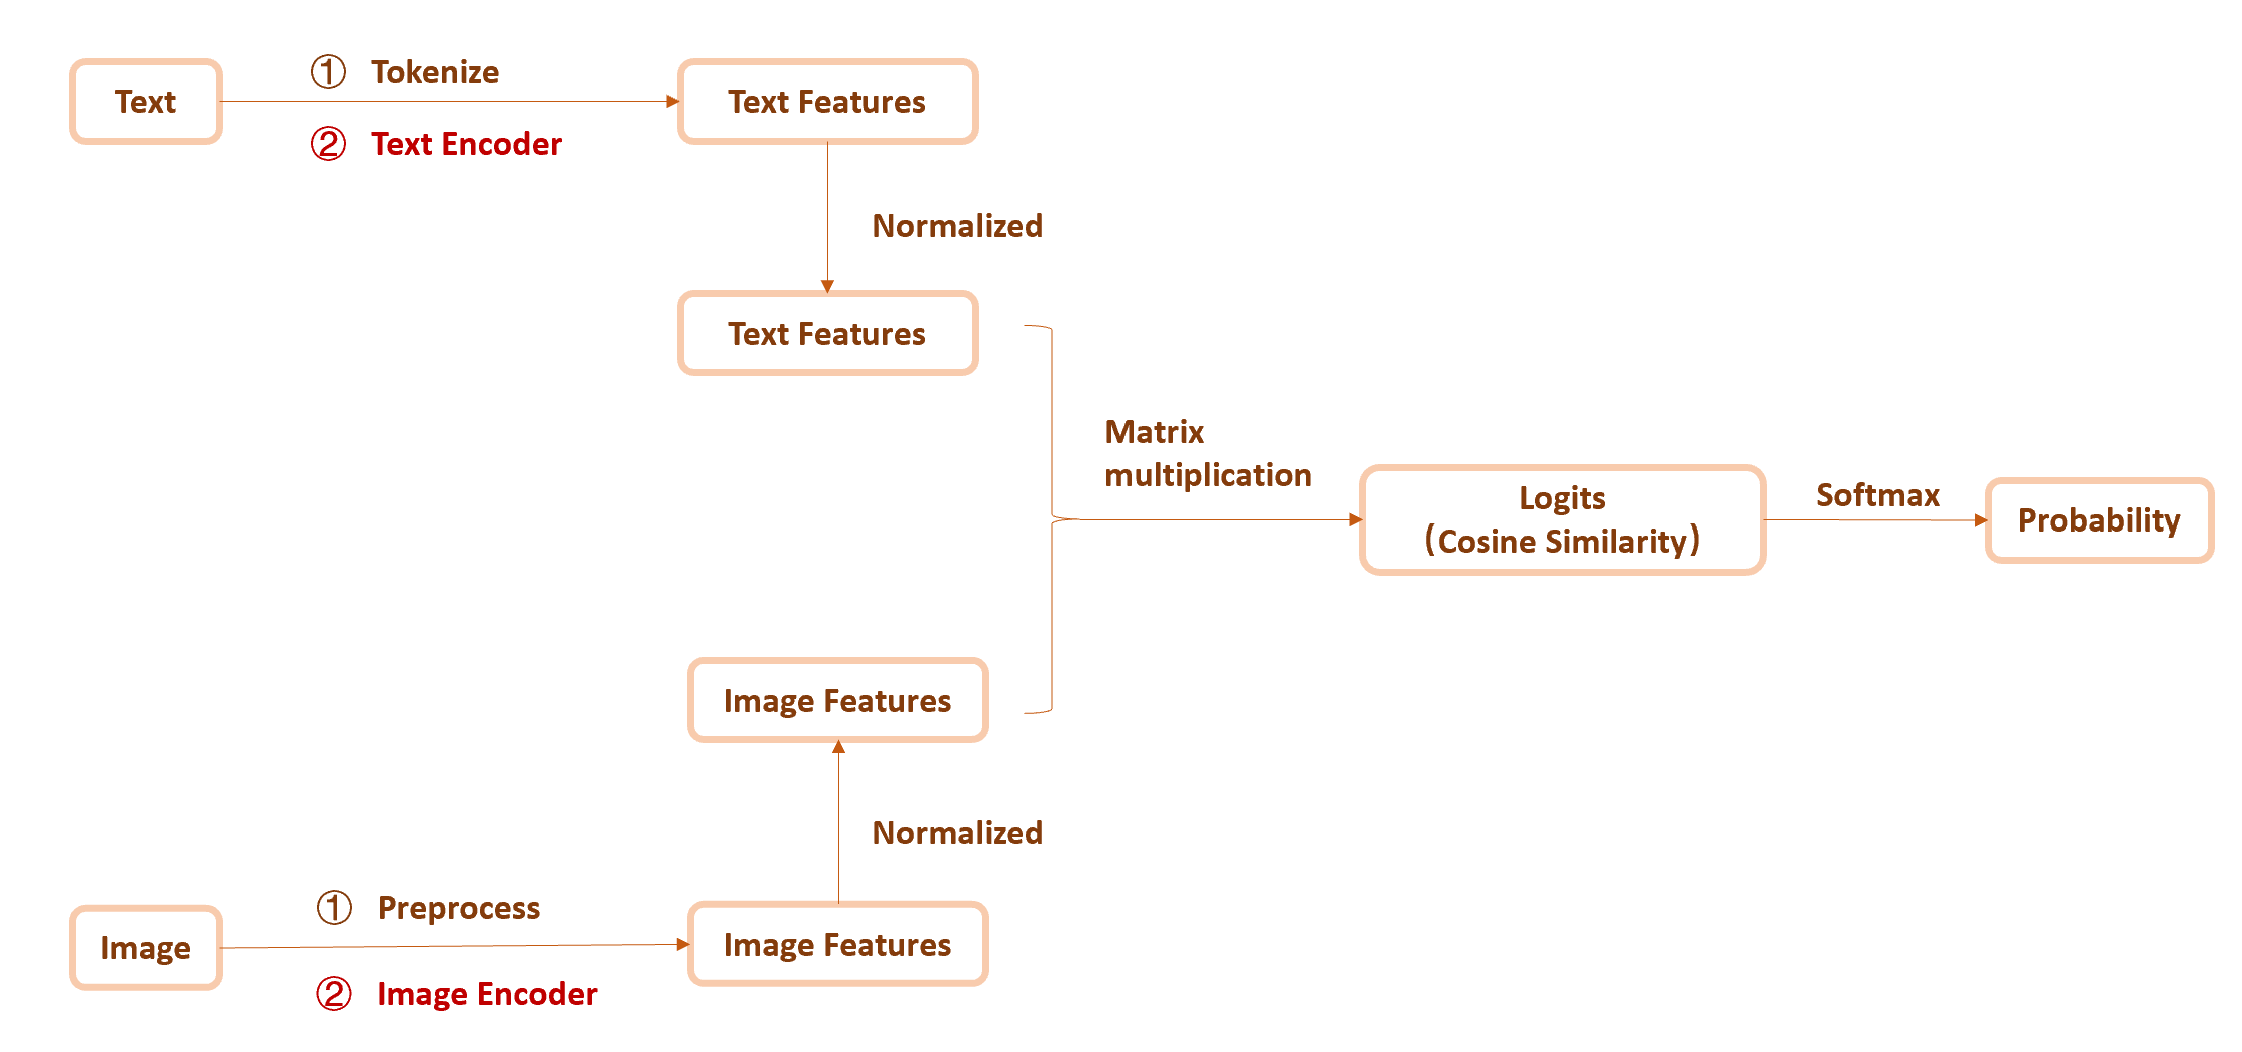 ① Tokenize
Text
Text Features
② Text Encoder
Normalized
Text Features
Matrix
multiplication
Logits
(Cosine Similarity)
Softmax
Probability
Image Features
Normalized
① Preprocess
Image
Image Features
② Image Encoder